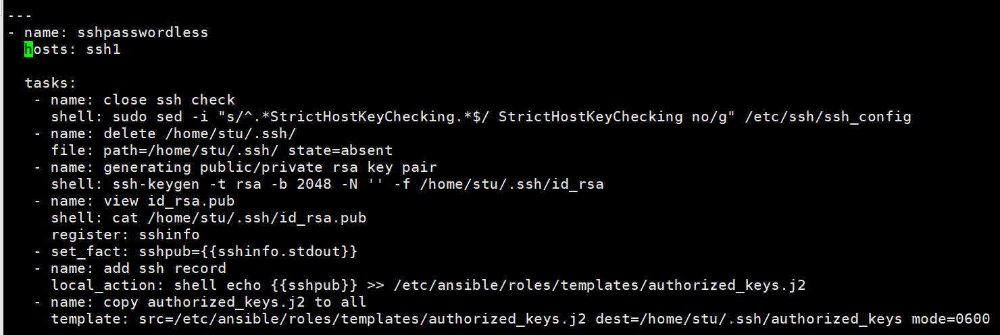 ---
- name: sshpasswordless
  hosts: ssh1

  tasks:
   - name: close ssh check
     shell: sudo sed -i "s/^.*StrictHostKeyChecking.*$/ StrictHostKeyChecking no/g" /etc/ssh/ssh_config
   - name: delete /home/stu/.ssh/
     file: path=/home/stu/.ssh/ state=absent
   - name: generating public/private rsa key pair
     shell: ssh-keygen -t rsa -b 2048 -N '' -f /home/stu/.ssh/id_rsa
   - name: view id_rsa.pub
     shell: cat /home/stu/.ssh/id_rsa.pub
     register: sshinfo
   - set_fact: sshpub={{sshinfo.stdout}}
   - name: add ssh record
     local_action: shell echo {{sshpub}} >> /etc/ansible/roles/templates/authorized_keys.j2
   - name: copy authorized_keys.j2 to all
     template: src=/etc/ansible/roles/templates/authorized_keys.j2 dest=/home/stu/.ssh/authorized_keys mode=0600